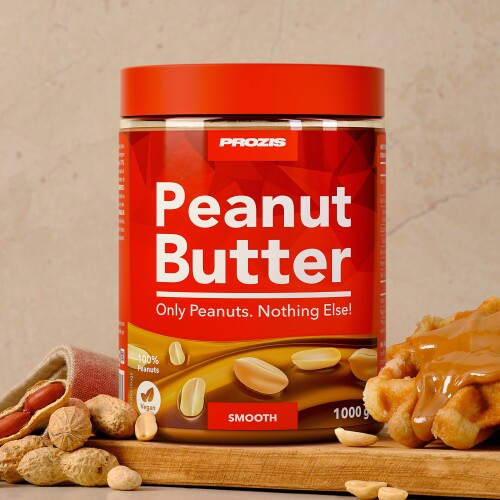 PROZIS
Peanut
Butter
Only Peanuts. Nothing Else!
100%
Peanuts
Vegan
SMOOTH
1000 g